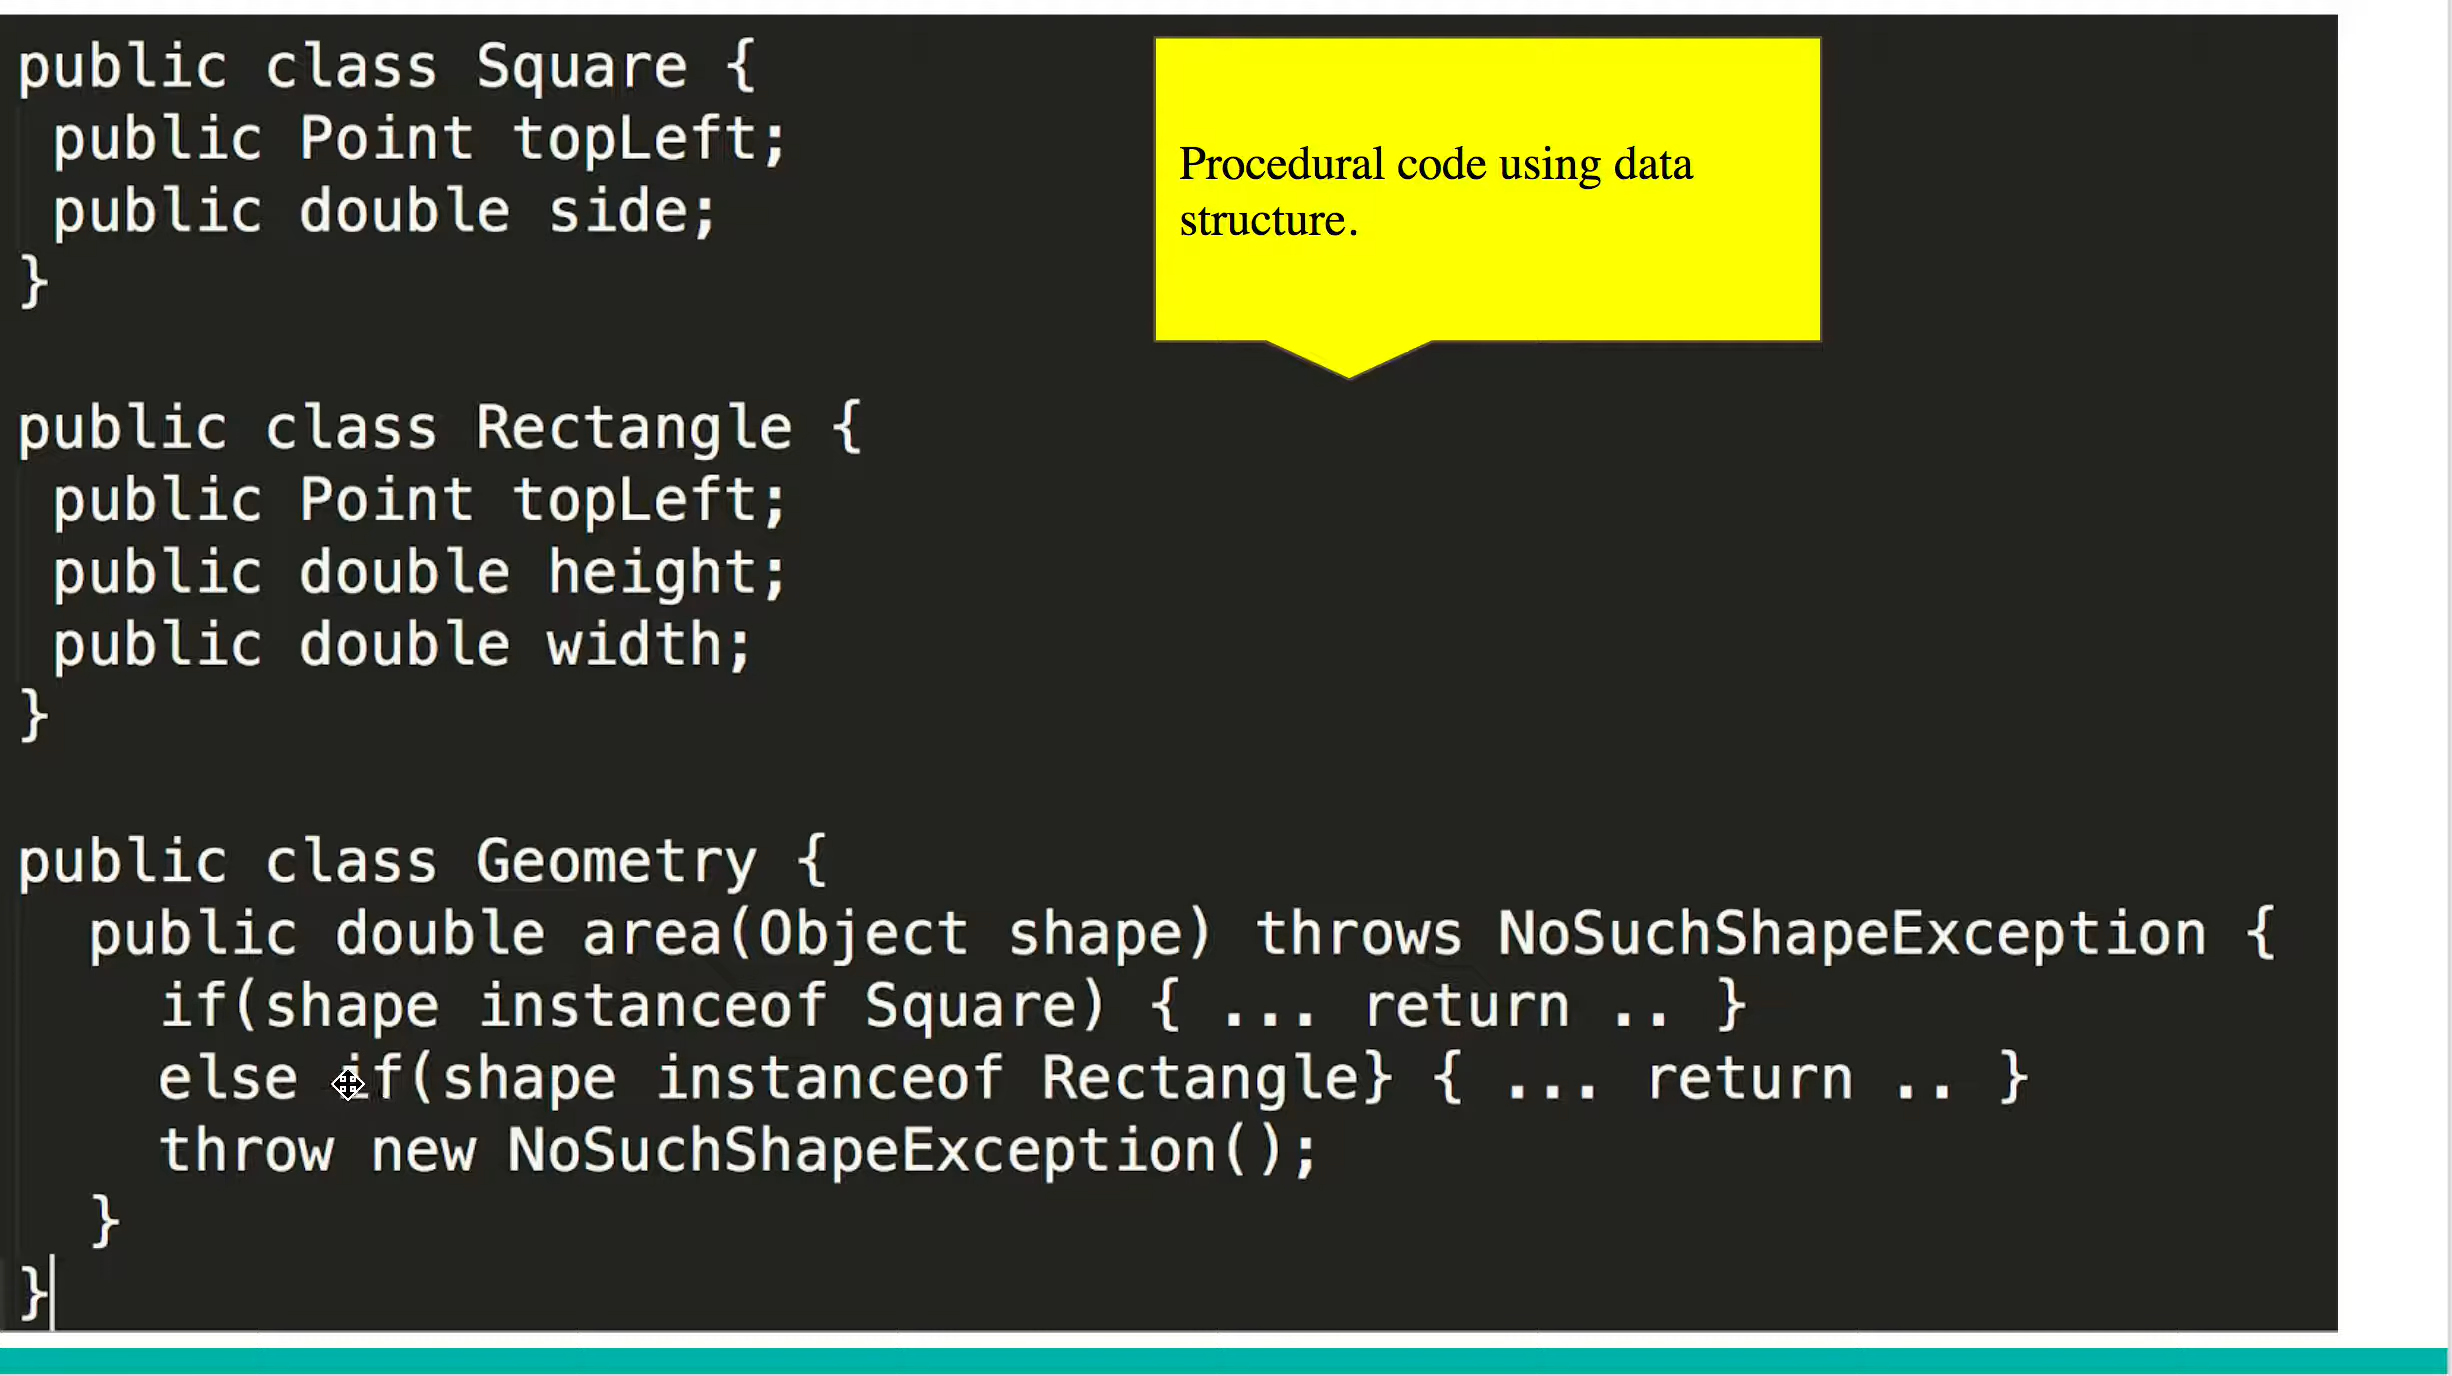 public class Square {
public Point topLeft;
public double side;
}
Procedural code using data
structure.
public class Rectangle {
public Point topLeft;
public double height;
public double width;
}
public class Geometry {
public double area(Object shape) throws NoSuchShapeException {
if(shape instanceof Square) { ... return .. }
else if(shape instanceof Rectangle} { ... return .. }
throw new NoSuchShapeException();
}
}